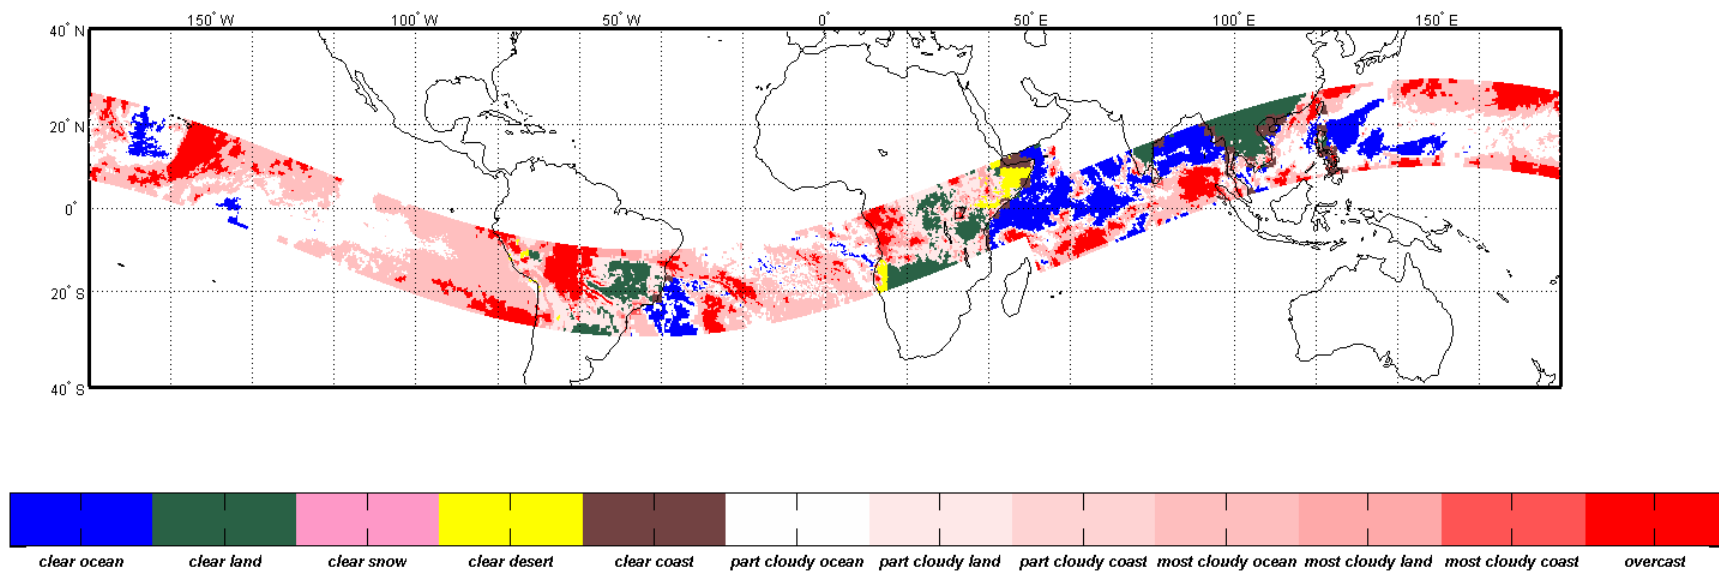 150° W 100° W 50° W 0° 50° E 100° E 150° E
40° N
20° N
0°
20° S
40° S
clear ocean clear land clear snow clear desert clear coast part cloudy ocean part cloudy land part cloudy coast most cloudy ocean most cloudy land most cloudy coast overcast